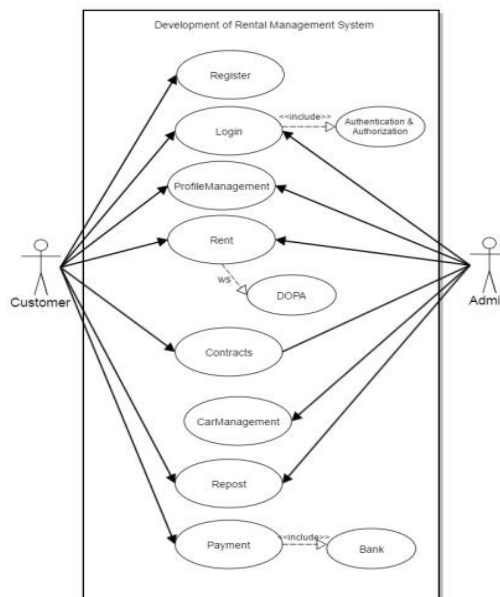 Development of Rental Management System
Register
<<include>>
Login
Authentication &
Authorization
ProfileManagement
Rent
ws
DOPA
Customer
Admi
Contracts
CarManagement
Repost
Payment
<<include>>
Bank